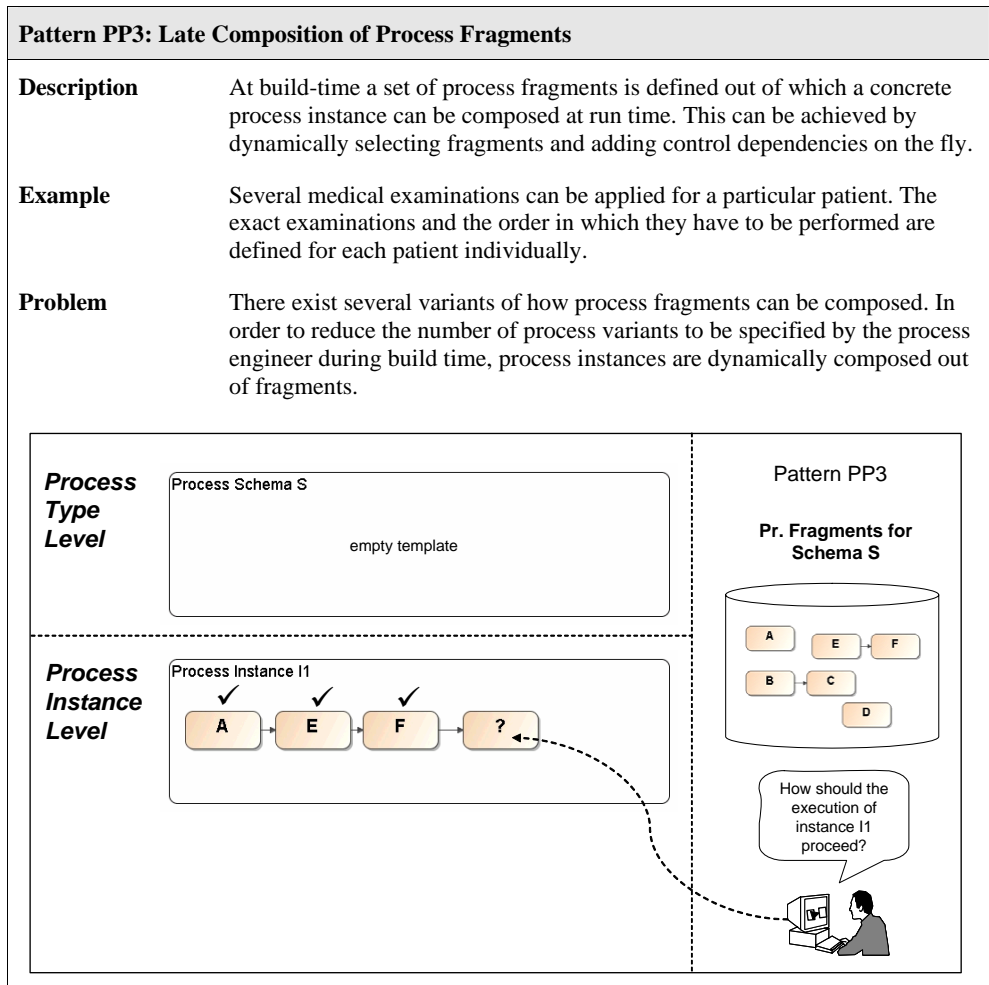 Pattern PP3: Late Composition of Process Fragments
Description
At build-time a set of process fragments is defined out of which a concrete
process instance can be composed at run time. This can be achieved by
dynamically selecting fragments and adding control dependencies on the fly.
Example
Several medical examinations can be applied for a particular patient. The
exact examinations and the order in which they have to be performed are
defined for each patient individually.
Problem
There exist several variants of how process fragments can be composed. In
order to reduce the number of process variants to be specified by the process
engineer during build time, process instances are dynamically composed out
of fragments.
Process
Type
Level
Process Schema S
empty template
Process
Instance
Level
Process Instance I1
A
E
F
?
Pattern PP3
Pr. Fragments for
Schema S
A
E
F
B
C
D
How should the
execution of
instance I1
proceed?